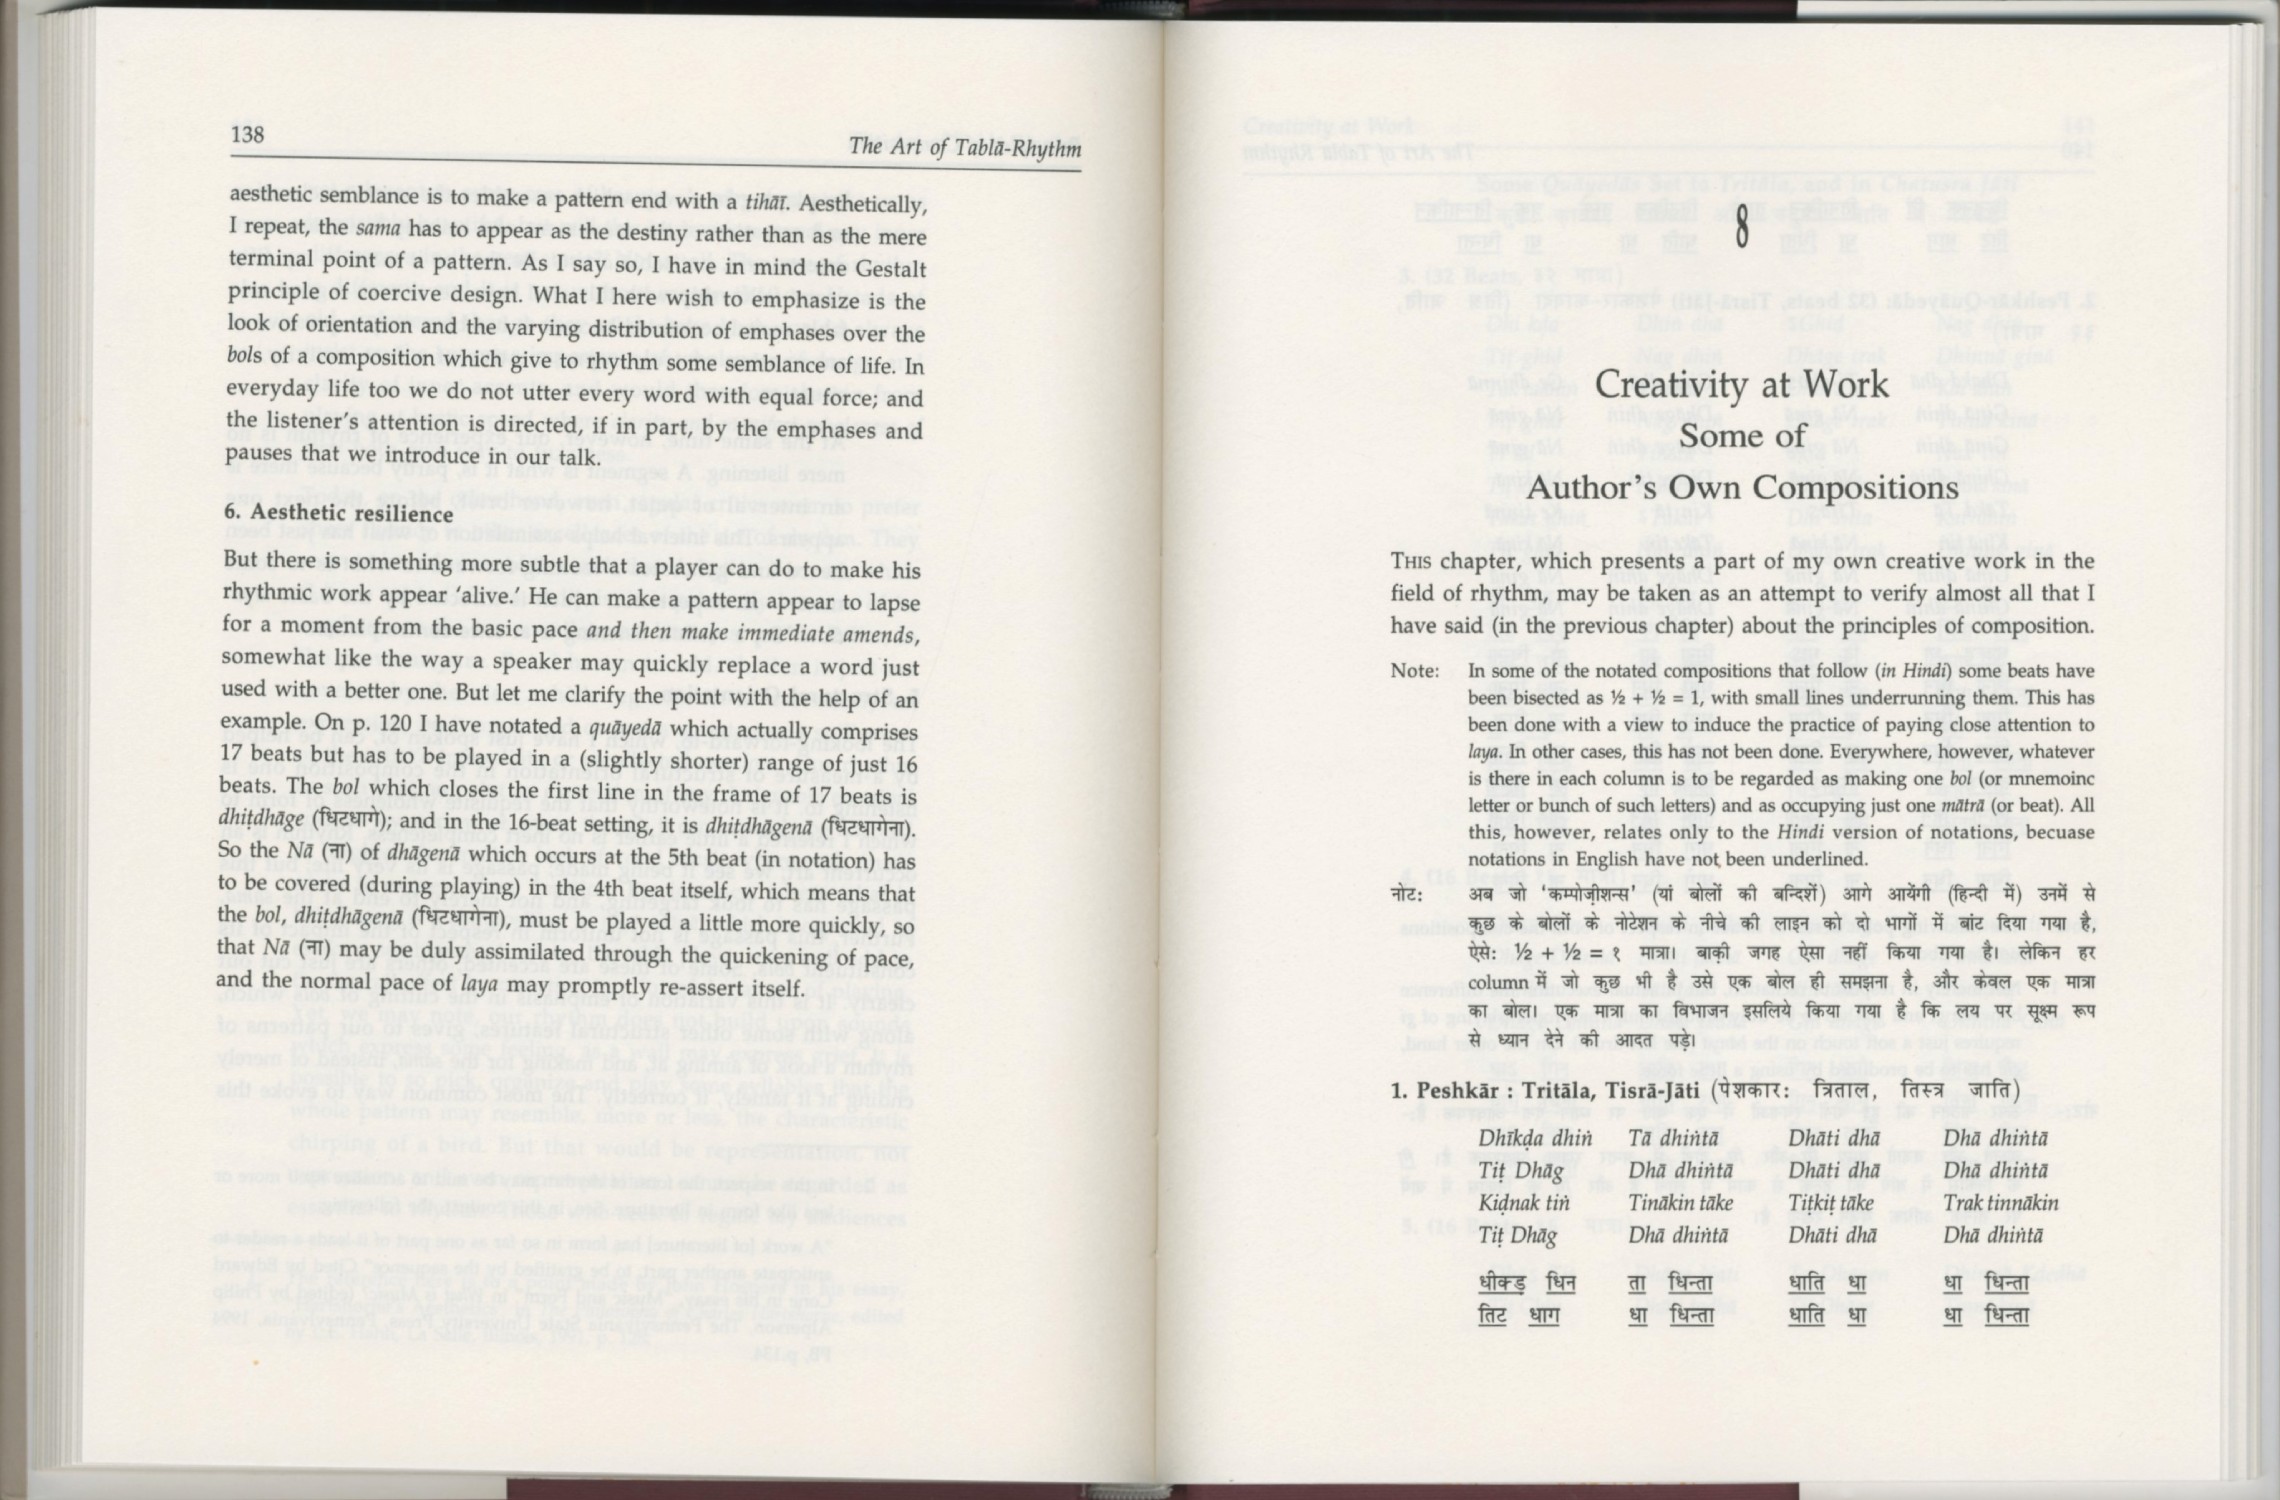 138
The Art of Tablā-Rhythm
aesthetic semblance is to make a pattern end with a tihāī. Aesthetically,
I repeat, the sama has to appear as the destiny rather than as the mere
terminal point of a pattern. As I say so, I have in mind the Gestalt
principle of coercive design. What I here wish to emphasize is the
look of orientation and the varying distribution of emphases over the
bols of a composition which give to rhythm some semblance of life. In
everyday life too we do not utter every word with equal force; and
the listener's attention is directed, if in part, by the emphases and
pauses that we introduce in our talk.
6. Aesthetic resilience
But there is something more subtle that a player can do to make his
rhythmic work appear 'alive.' He can make a pattern appear to lapse
for a moment from the basic pace and then make immediate amends,
somewhat like the way a speaker may quickly replace a word just
used with a better one. But let me clarify the point with the help of an
example. On p. 120 I have notated a quāyedā which actually comprises
17 beats but has to be played in a (slightly shorter) range of just 16
beats. The bol which closes the first line in the frame of 17 beats is
dhiṭdhāge (धिटधागे); and in the 16-beat setting, it is dhiṭdhāgenā (धिटधागेना).
So the Nā (ना) of dhāgenā which occurs at the 5th beat (in notation) has
to be covered (during playing) in the 4th beat itself, which means that
the bol, dhiṭdhāgenā (धिटधागेना), must be played a little more quickly, so
that Nā (ना) may be duly assimilated through the quickening of pace,
and the normal pace of laya may promptly re-assert itself.
8
Creativity at Work
Some of
Author's Own Compositions
THIS chapter, which presents a part of my own creative work in the
field of rhythm, may be taken as an attempt to verify almost all that I
have said (in the previous chapter) about the principles of composition.
Note: In some of the notated compositions that follow (in Hindi) some beats have
been bisected as ½ + ½ = 1, with small lines underrunning them. This has
been done with a view to induce the practice of paying close attention to
laya. In other cases, this has not been done. Everywhere, however, whatever
is there in each column is to be regarded as making one bol (or mnemoinc
letter or bunch of such letters) and as occupying just one mātrā (or beat). All
this, however, relates only to the Hindi version of notations, becuase
notations in English have not been underlined.
नोट: अब जो 'कम्पोज़ीशन्स' (यां बोलों की बन्दिशें) आगे आयेंगी (हिन्दी में) उनमें से
कुछ के बोलों के नोटेशन के नीचे की लाइन को दो भागों में बांट दिया गया है,
ऐसे: ½ + ½ = १ मात्रा। बाक़ी जगह ऐसा नहीं किया गया है। लेकिन हर
column में जो कुछ भी है उसे एक बोल ही समझना है, और केवल एक मात्रा
का बोल। एक मात्रा का विभाजन इसलिये किया गया है कि लय पर सूक्ष्म रूप
से ध्यान देने की आदत पड़े।
1. Peshkār : Tritāla, Tisrā-Jāti (पेशकार: त्रिताल, तिस्त्र जाति)
Dhīkḍa dhiṅ Tā dhiṅtā Dhāti dhā Dhā dhiṅtā
Tiṭ Dhāg Dhā dhiṅtā Dhāti dhā Dhā dhiṅtā
Kiḍnak tiṅ Tinākin tāke Tiṭkiṭ tāke Trak tinnākin
Tiṭ Dhāg Dhā dhiṅtā Dhāti dhā Dhā dhiṅtā
धीकड़ धिन ता धिन्ता धाति धा धा धिन्ता
तिट धाग धा धिन्ता धाति धा धा धिन्ता